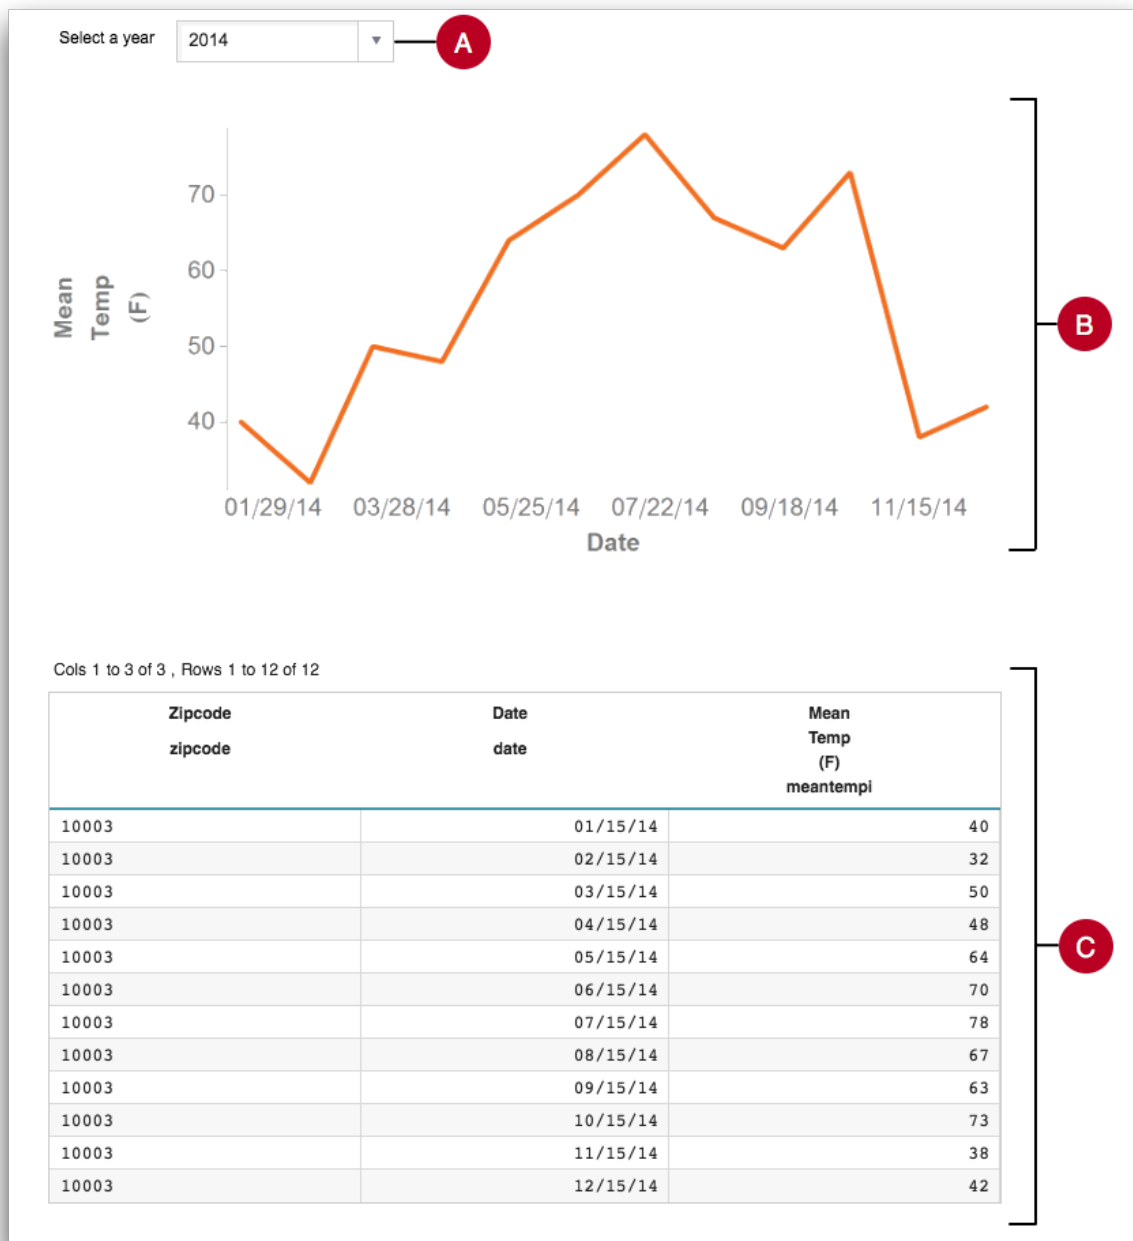 Select a year 2014 A
70
60
50
40
Mean
Temp
(F)
B
01/29/14 03/28/14 05/25/14 07/22/14 09/18/14 11/15/14
Date
Cols 1 to 3 of 3 , Rows 1 to 12 of 12
Zipcode Date Mean
Temp
(F)
zipcode date meantempi
10003 01/15/14 40
10003 02/15/14 32
10003 03/15/14 50
10003 04/15/14 48
10003 05/15/14 64
C
10003 06/15/14 70
10003 07/15/14 78
10003 08/15/14 67
10003 09/15/14 63
10003 10/15/14 73
10003 11/15/14 38
10003 12/15/14 42